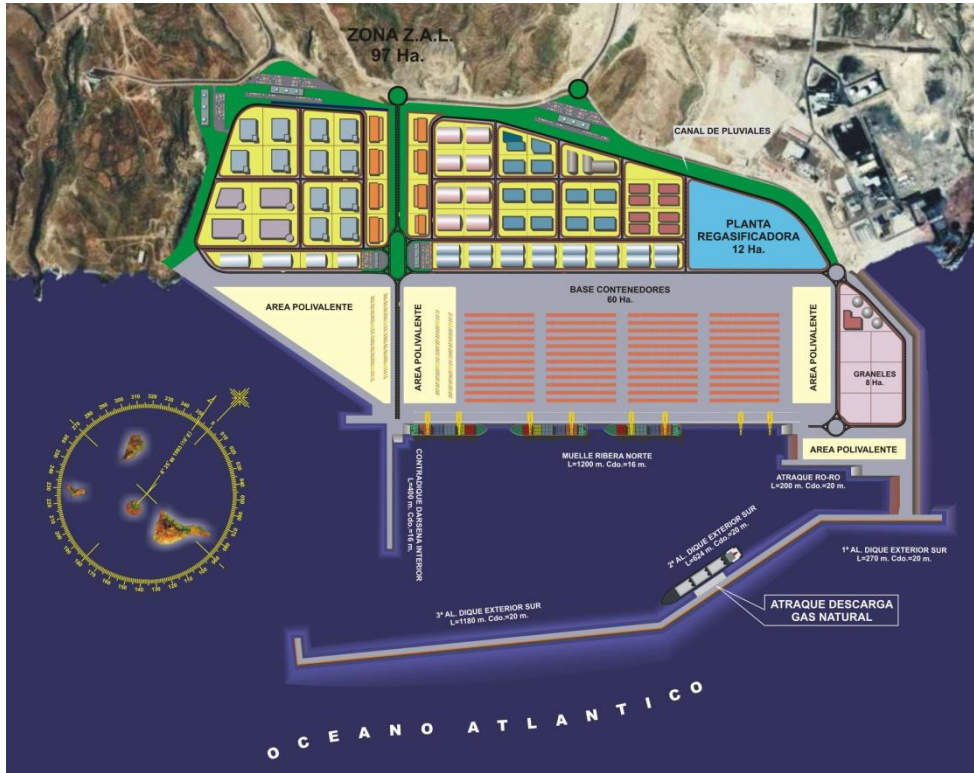 ZONA Z.A.L.
97 Ha.
CANAL DE PLUVIALES
PLANTA
REGASIFICADORA
12 Ha.
BASE CONTENEDORES
60 Ha.
AREA POLIVALENTE
AREA POLIVALENTE
AREA POLIVALENTE
GRANELES
8 Ha.
AREA POLIVALENTE
MUELLE RIBERA NORTE
L=1200 m. Cdo.=16 m.
ATRAQUE RO-RO
L=200 m. Cdo.=20 m.
CONTRADIQUE DARSENA INTERIOR
L=400 m. Cdo.=16 m.
2º AL. DIQUE EXTERIOR SUR
L=624 m. Cdo.=20 m.
1º AL. DIQUE EXTERIOR SUR
L=270 m. Cdo.=20 m.
3º AL. DIQUE EXTERIOR SUR
L=1180 m. Cdo.=20 m.
ATRAQUE DESCARGA
GAS NATURAL
OCEANO ATLANTICO